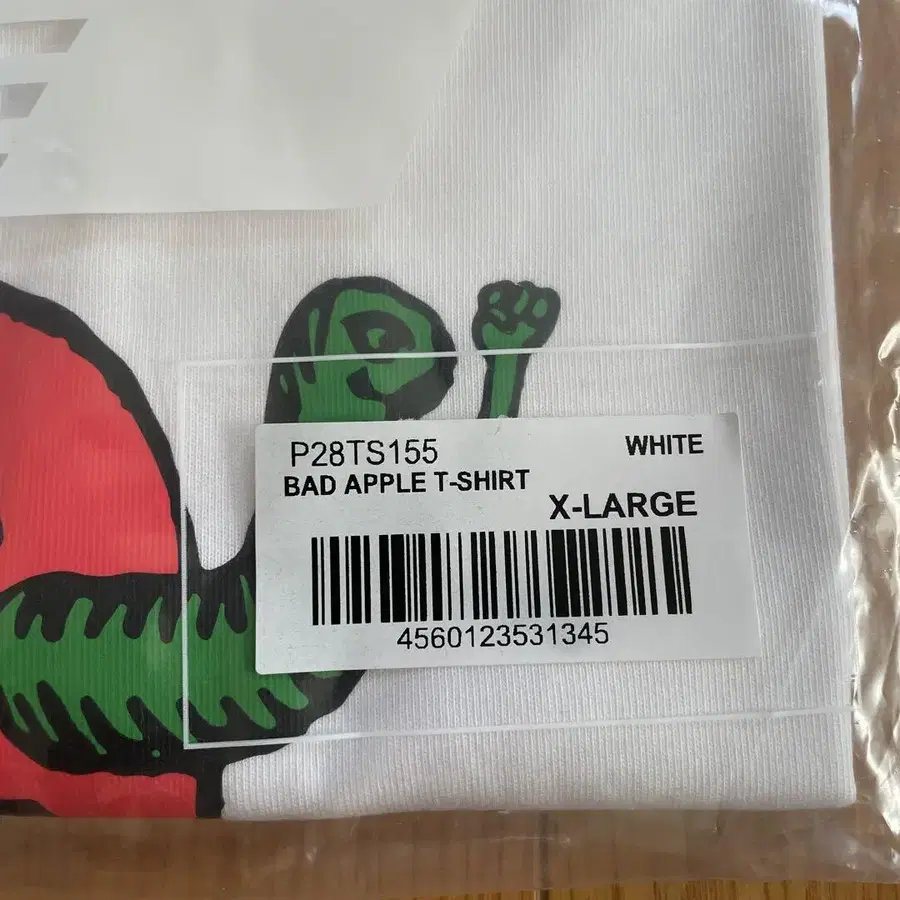 P28TS155
WHITE
BAD APPLE T-SHIRT
X-LARGE
4560123531345